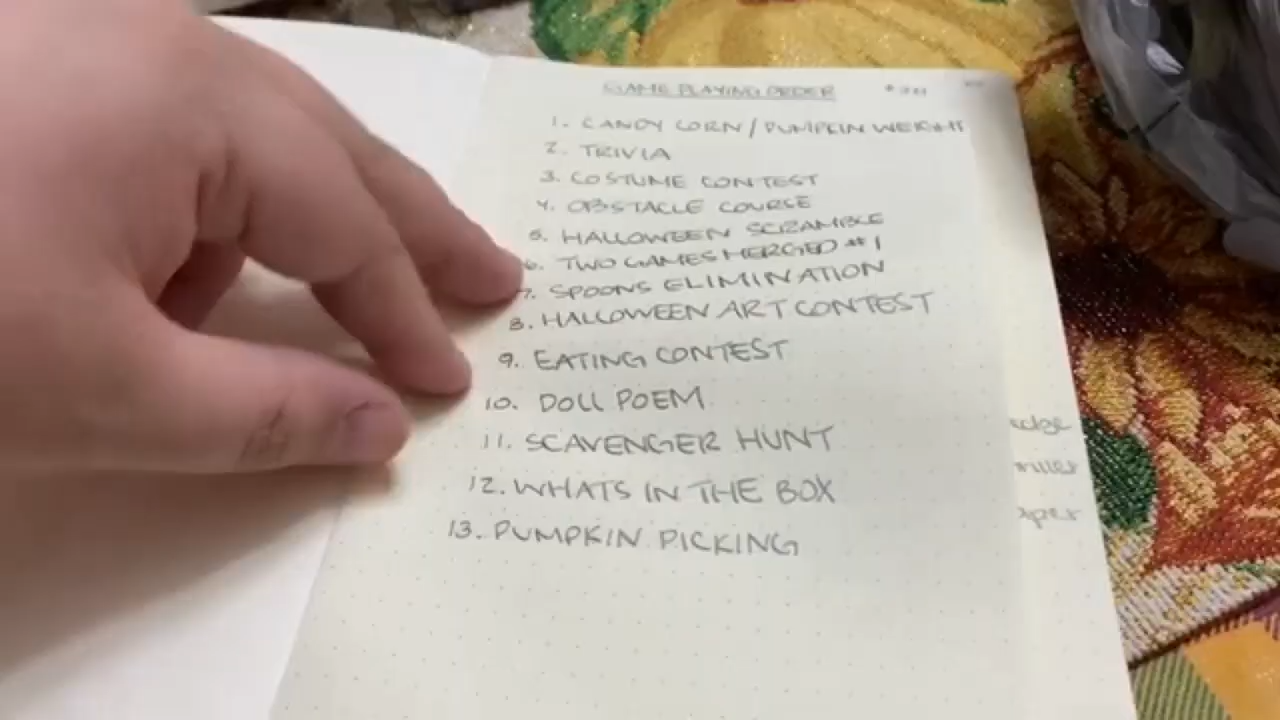 GAME PLAYING ORDER
1. CANDY CORN / PUMPKIN WEIGHT
2. TRIVIA
3. COSTUME CONTEST
4. OBSTACLE COURSE
5. HALLOWEEN SCRAMBLE
6. TWO GAMES MERGED #1
7. SPOONS ELIMINATION
8. HALLOWEEN ART CONTEST
9. EATING CONTEST
10. DOLL POEM
11. SCAVENGER HUNT
12. WHATS IN THE BOX
13. PUMPKIN PICKING